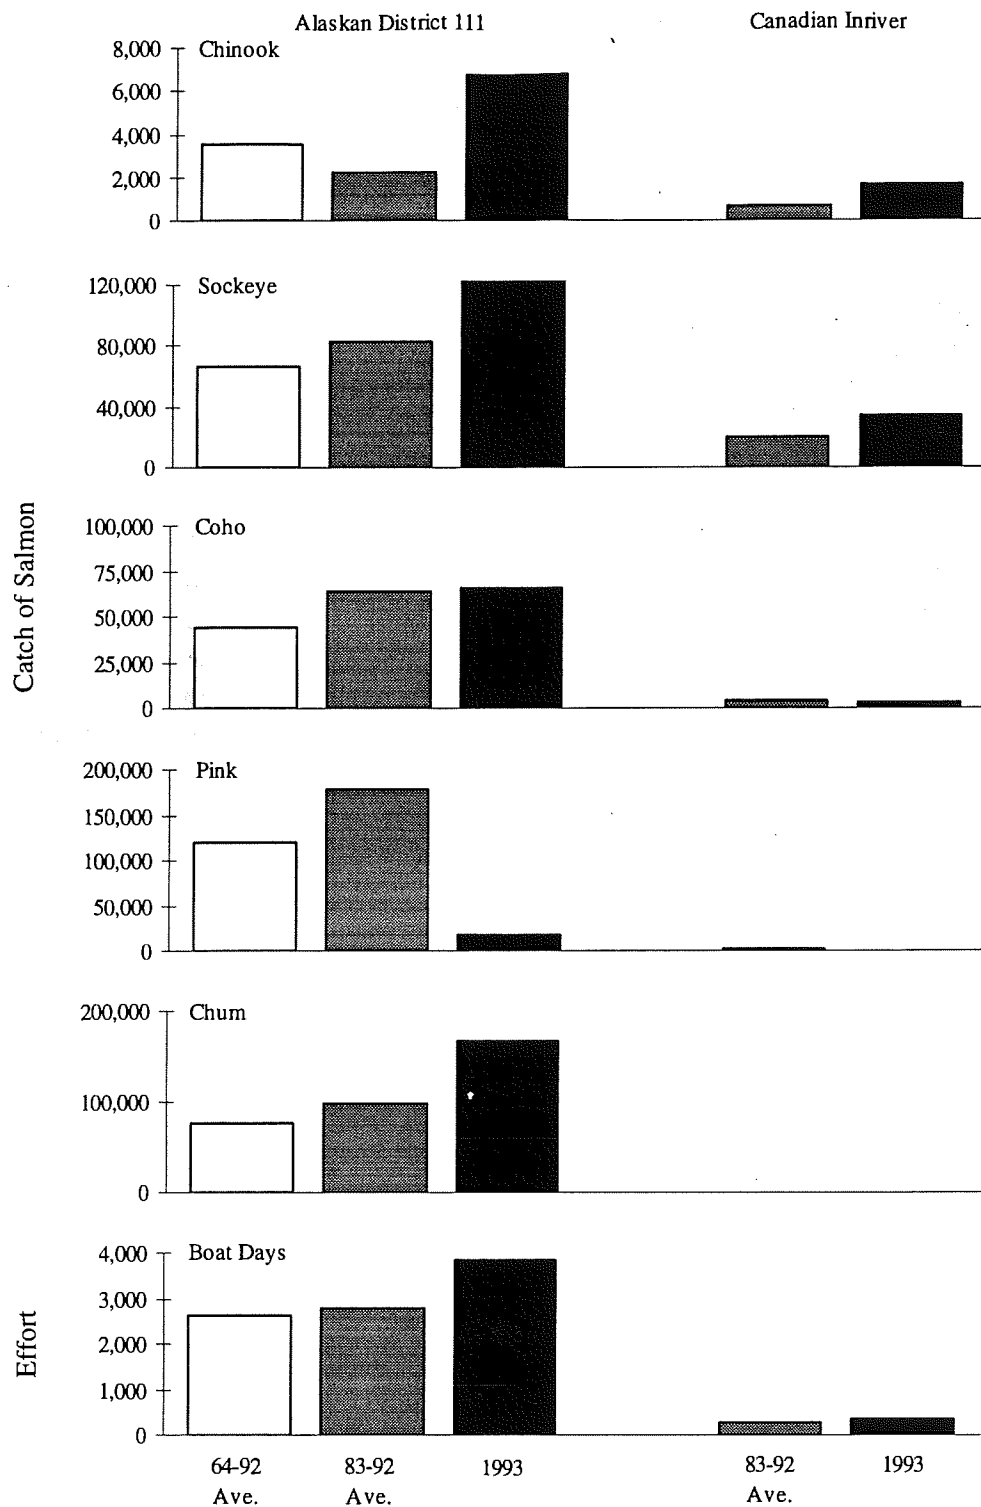 Alaskan District 111
Canadian Inriver
8,000
Chinook
6,000
4,000
2,000
0
120,000
Sockeye
80,000
40,000
0
100,000
Coho
75,000
50,000
25,000
0
Catch of Salmon
200,000
Pink
150,000
100,000
50,000
0
200,000
Chum
100,000
0
4,000
Boat Days
3,000
2,000
1,000
0
Effort
64-92
83-92
1993
83-92
1993
Ave.
Ave.
Ave.